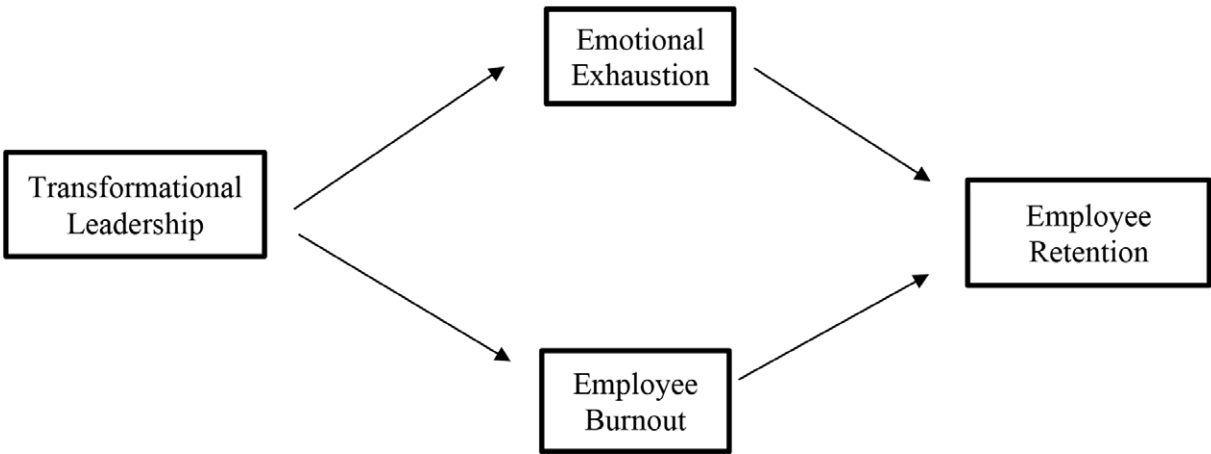 Emotional
Exhaustion
Transformational
Leadership
Employee
Retention
Employee
Burnout